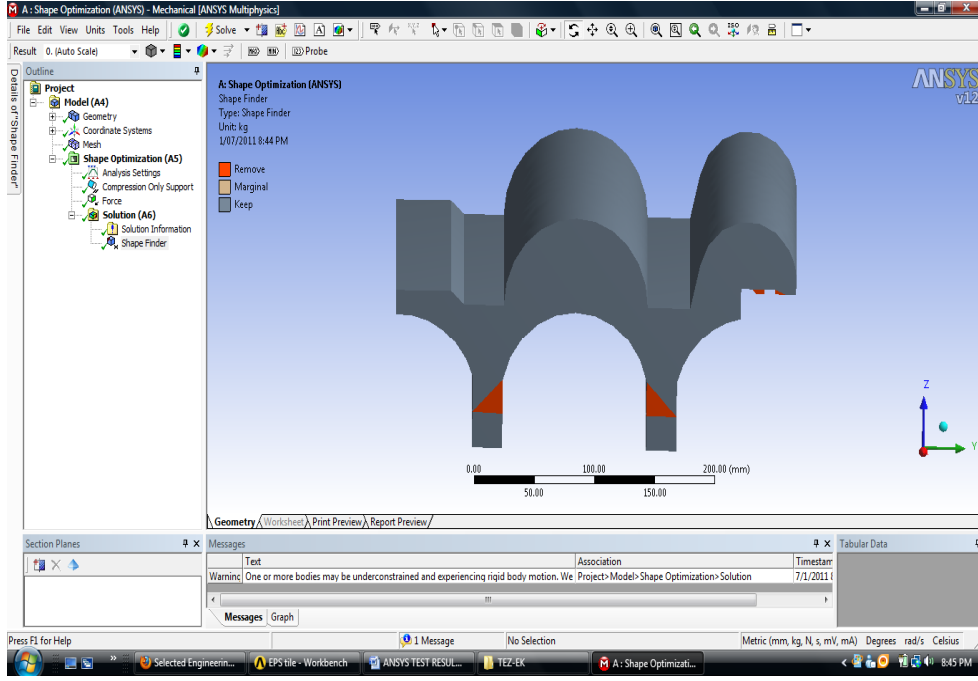 A : Shape Optimization (ANSYS) - Mechanical [ANSYS Multiphysics]
File Edit View Units Tools Help Solve
Result 0. (Auto Scale) Probe
Outline
Details of "Shape Finder"
Project
Model (A4)
Geometry
Coordinate Systems
Mesh
Shape Optimization (A5)
Analysis Settings
Compression Only Support
Force
Solution (A6)
Solution Information
Shape Finder
A: Shape Optimization (ANSYS)
Shape Finder
Type: Shape Finder
Unit: kg
1/07/2011 8:44 PM
Remove
Marginal
Keep
ANSYS
v12
Z
Y
0.00 100.00 200.00 (mm)
50.00 150.00
Geometry Worksheet Print Preview Report Preview
Section Planes
Messages
Text Association Timestam
Warning One or more bodies may be underconstrained and experiencing rigid body motion. We Project>Model>Shape Optimization>Solution 7/1/2011
Messages Graph
Tabular Data
Press F1 for Help 1 Message No Selection Metric (mm, kg, N, s, mV, mA) Degrees rad/s Celsius
Selected Engineerin... EPS tile - Workbench ANSYS TEST RESUL... TEZ-EK A : Shape Optimizati... 8:45 PM